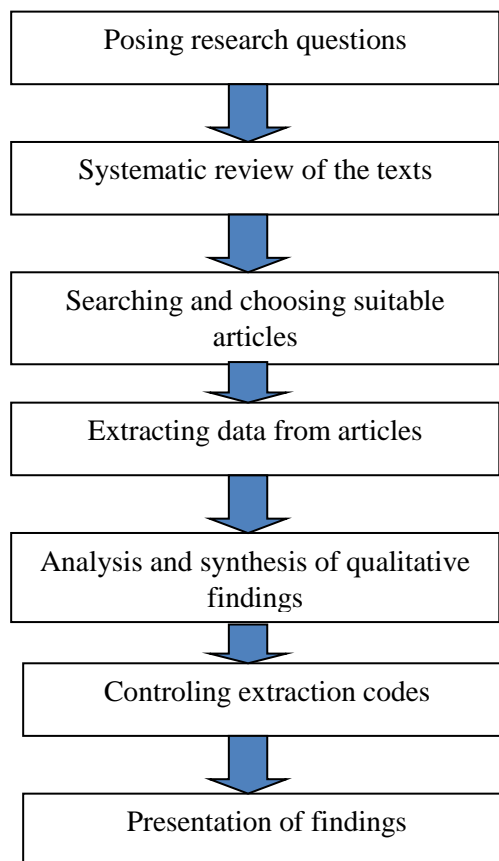 Posing research questions
Systematic review of the texts
Searching and choosing suitable
articles
Extracting data from articles
Analysis and synthesis of qualitative
findings
Controling extraction codes
Presentation of findings